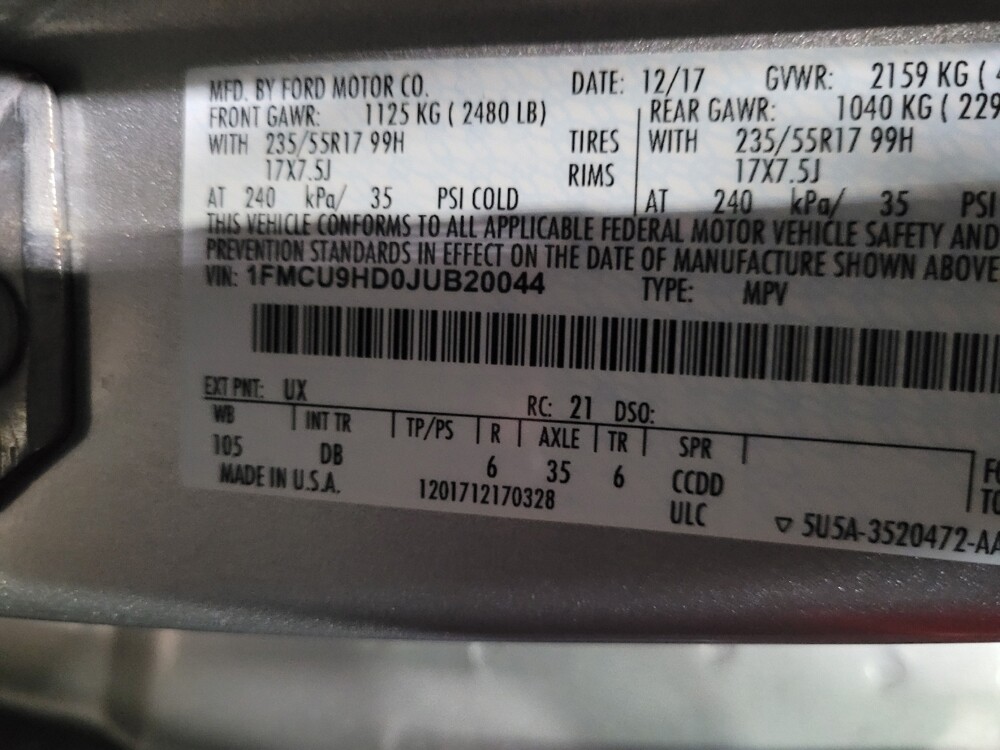 MFD. BY FORD MOTOR CO. DATE: 12/17 GVWR: 2159 KG ( 4
FRONT GAWR: 1125 KG ( 2480 LB) REAR GAWR: 1040 KG ( 229
WITH 235/55R17 99H TIRES WITH 235/55R17 99H
17X7.5J RIMS 17X7.5J
AT 240 kPa/ 35 PSI COLD AT 240 kPa/ 35 PSI
THIS VEHICLE CONFORMS TO ALL APPLICABLE FEDERAL MOTOR VEHICLE SAFETY AND
PREVENTION STANDARDS IN EFFECT ON THE DATE OF MANUFACTURE SHOWN ABOVE
VIN: 1FMCU9HD0JUB20044 TYPE: MPV
EXT PNT: UX RC: 21 DSO:
WB INT TR TP/PS R AXLE TR SPR
105 DB 6 35 6 CCDD
MADE IN U.S.A. 1201712170328 ULC ▽ 5U5A-3520472-AA